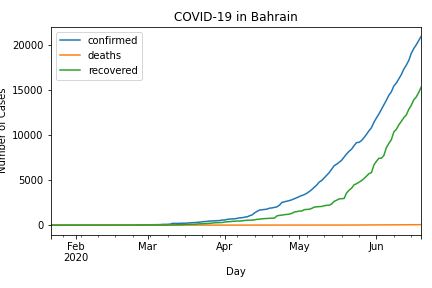 COVID-19 in Bahrain
confirmed
deaths
recovered
20000
15000
10000
5000
0
Number of Cases
Feb
2020
Mar
Apr
May
Jun
Day